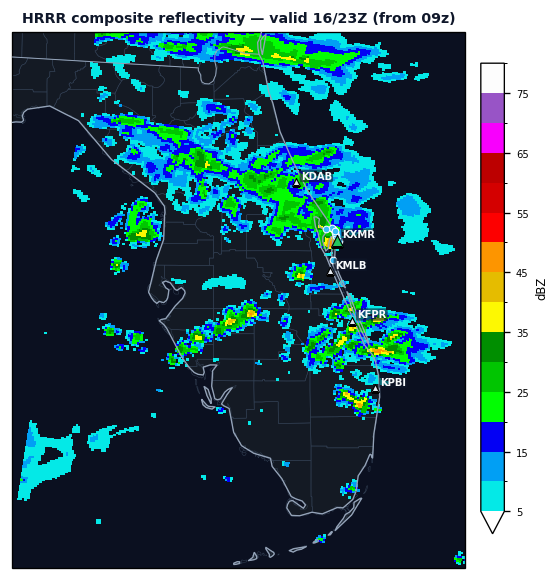 HRRR composite reflectivity — valid 16/23Z (from 09z)
KDAB
KXMR
KMLB
KFPR
KPBI
75
65
55
45
35
25
15
5
dBZ